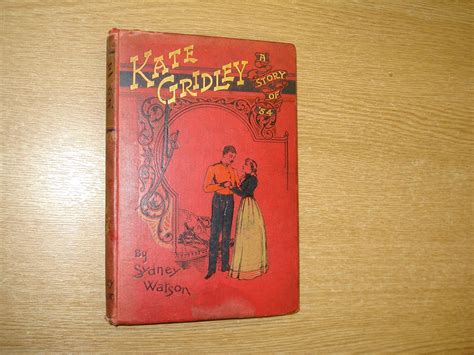 KATE
GRIDLEY
A
STORY
OF
54
By
Sydney
Watson